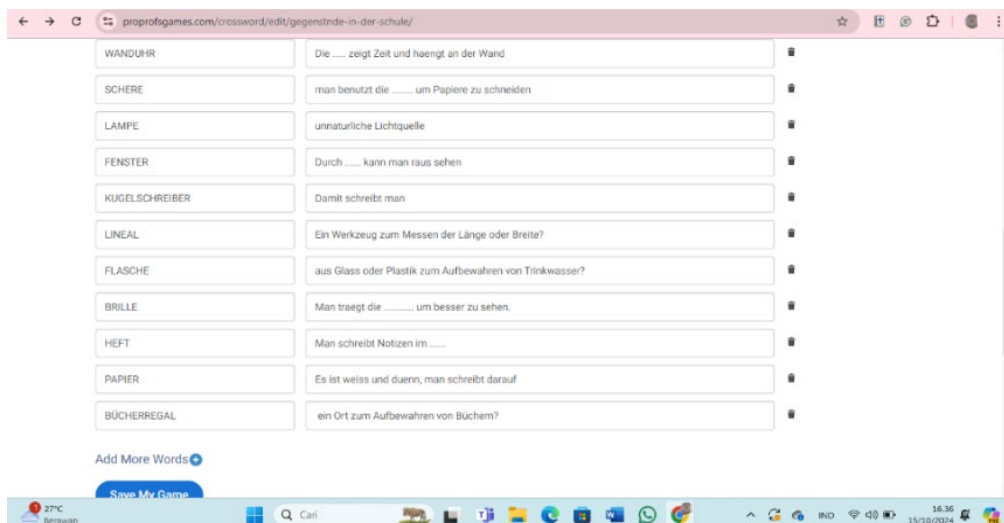 proprofsgames.com/crossword/edit/gegenstnde-in-der-schule/
WANDUHR Die ..... zeigt Zeit und haengt an der Wand
SCHERE man benutzt die ........ um Papiere zu schneiden
LAMPE unnaturliche Lichtquelle
FENSTER Durch ...... kann man raus sehen
KUGELSCHREIBER Damit schreibt man
LINEAL Ein Werkzeug zum Messen der Länge oder Breite?
FLASCHE aus Glass oder Plastik zum Aufbewahren von Trinkwasser?
BRILLE Man traegt die ........... um besser zu sehen.
HEFT Man schreibt Notizen im ......
PAPIER Es ist weiss und duenn, man schreibt darauf
BÜCHERREGAL ein Ort zum Aufbewahren von Büchern?
Add More Words
Save My Game
1 27°C Cari IND 16.36
Berawan 15/10/2024